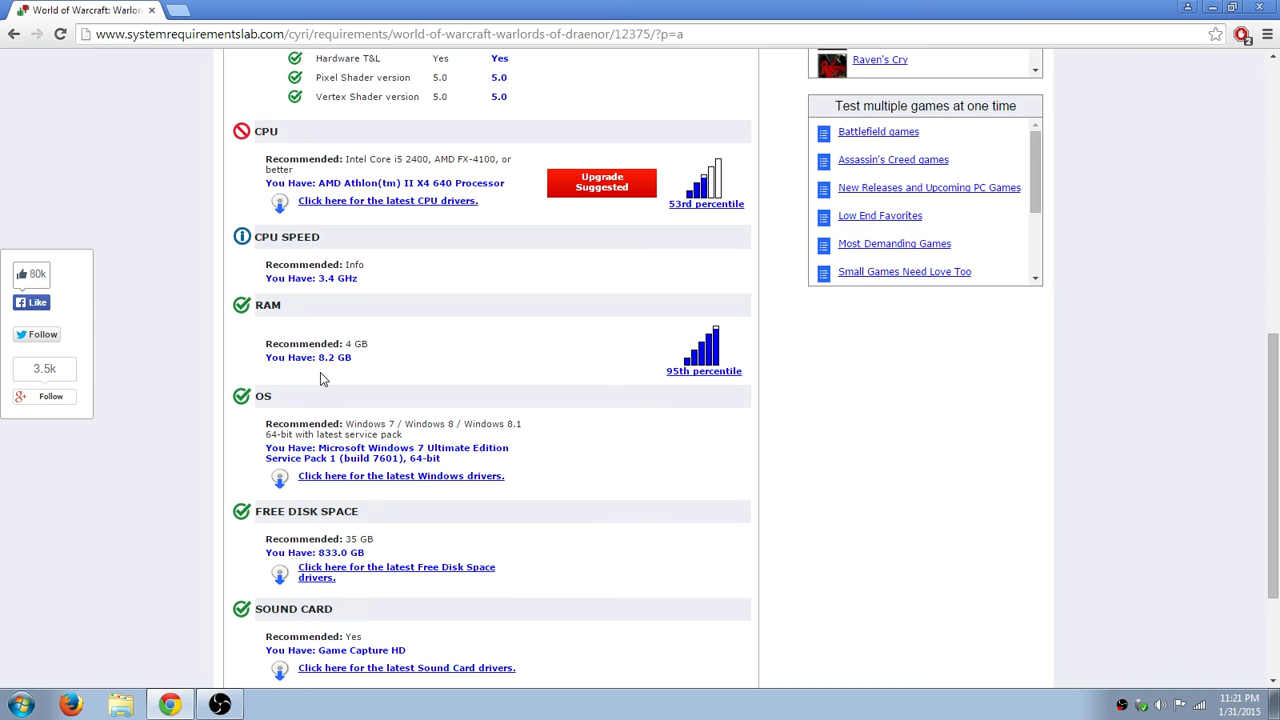 World of Warcraft: Warlor
www.systemrequirementslab.com/cyri/requirements/world-of-warcraft-warlords-of-draenor/12375/?p=a
2
Hardware T&L Yes Yes
Pixel Shader version 5.0 5.0
Vertex Shader version 5.0 5.0
CPU
Recommended: Intel Core i5 2400, AMD FX-4100, or
better
You Have: AMD Athlon(tm) II X4 640 Processor
Click here for the latest CPU drivers.
Upgrade
Suggested
53rd percentile
CPU SPEED
Recommended: Info
You Have: 3.4 GHz
RAM
Recommended: 4 GB
You Have: 8.2 GB
95th percentile
OS
Recommended: Windows 7 / Windows 8 / Windows 8.1
64-bit with latest service pack
You Have: Microsoft Windows 7 Ultimate Edition
Service Pack 1 (build 7601), 64-bit
Click here for the latest Windows drivers.
FREE DISK SPACE
Recommended: 35 GB
You Have: 833.0 GB
Click here for the latest Free Disk Space
drivers.
SOUND CARD
Recommended: Yes
You Have: Game Capture HD
Click here for the latest Sound Card drivers.
Raven's Cry
Test multiple games at one time
Battlefield games
Assassin's Creed games
New Releases and Upcoming PC Games
Low End Favorites
Most Demanding Games
Small Games Need Love Too
80k
Like
Follow
3.5k
Follow
11:21 PM
1/31/2015